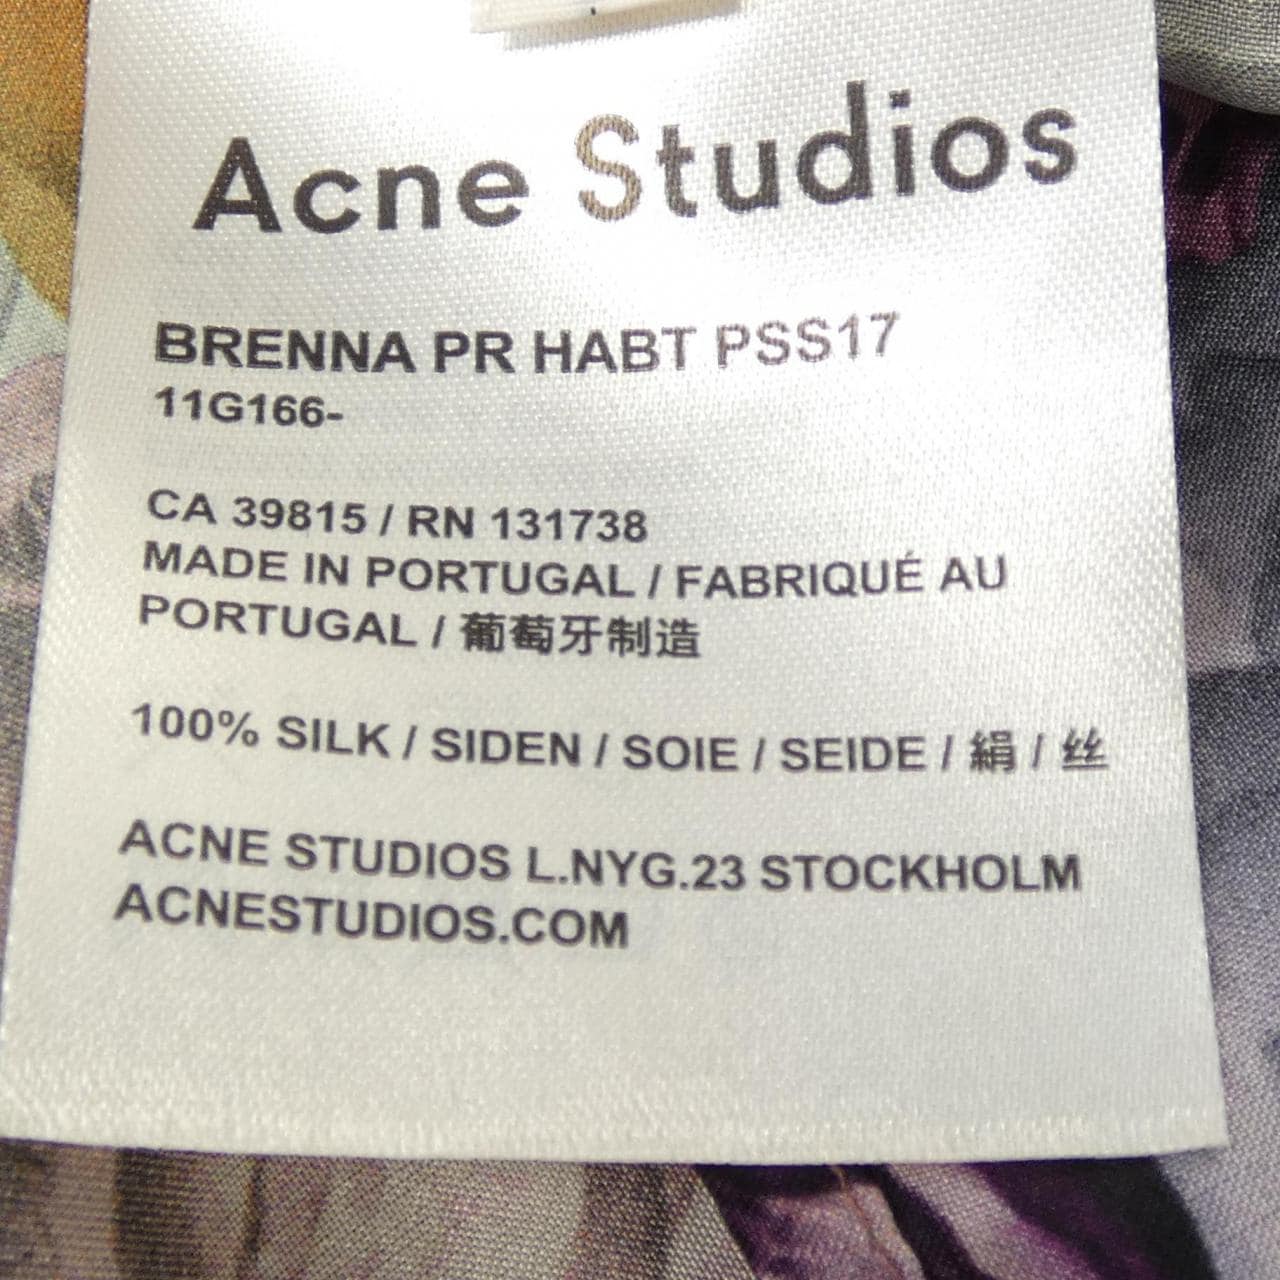 Acne Studios
BRENNA PR HABT PSS17
11G166-
CA 39815 / RN 131738
MADE IN PORTUGAL / FABRIQUÉ AU
PORTUGAL / 葡萄牙制造
100% SILK / SIDEN / SOIE / SEIDE / 絹 / 丝
ACNE STUDIOS L.NYG.23 STOCKHOLM
ACNESTUDIOS.COM